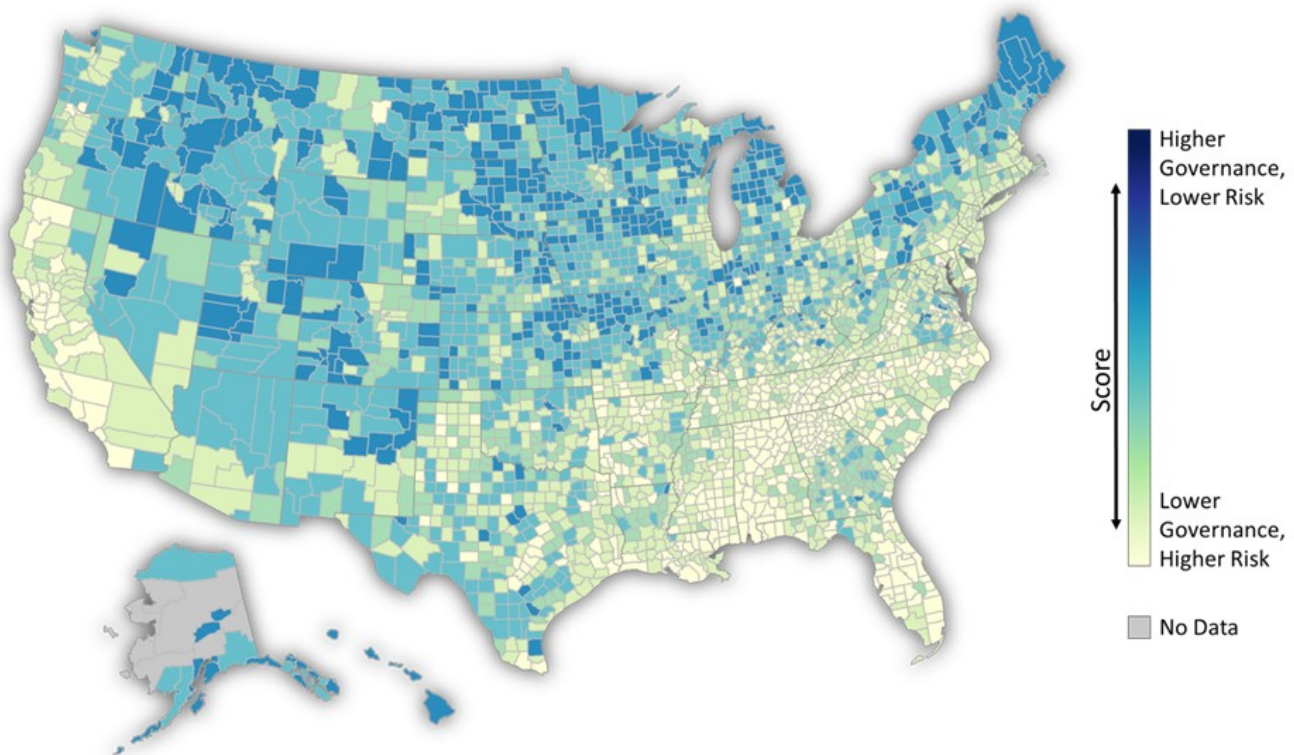 Higher
Governance,
Lower Risk
Score
Lower
Governance,
Higher Risk
No Data